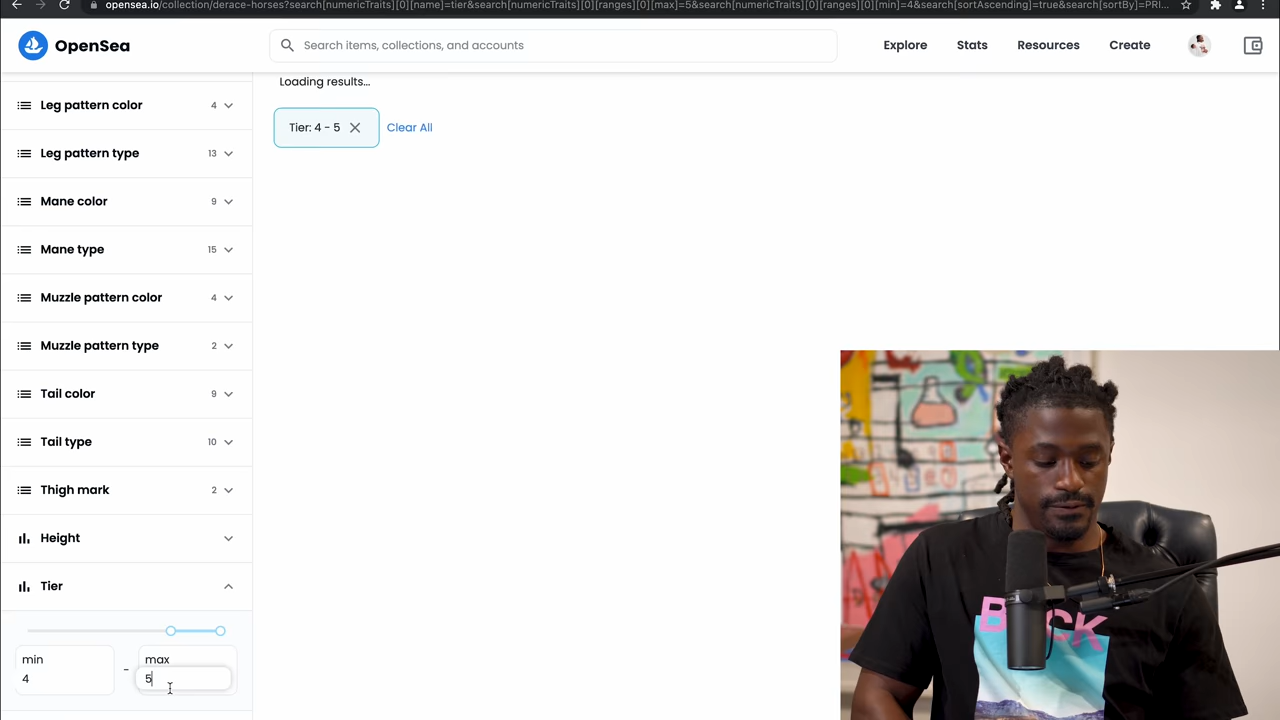 opensea.io/collection/derace-horses?search[numericTraits][0][name]=tier&search[numericTraits][0][ranges][0][max]=5&search[numericTraits][0][ranges][0][min]=4&search[sortAscending]=true&search[sortBy]=PRI...
OpenSea
Search items, collections, and accounts
Explore
Stats
Resources
Create
Loading results...
Tier: 4 - 5
Clear All
Leg pattern color 4
Leg pattern type 13
Mane color 9
Mane type 15
Muzzle pattern color 4
Muzzle pattern type 2
Tail color 9
Tail type 10
Thigh mark 2
Height
Tier
min
4
-
max
5